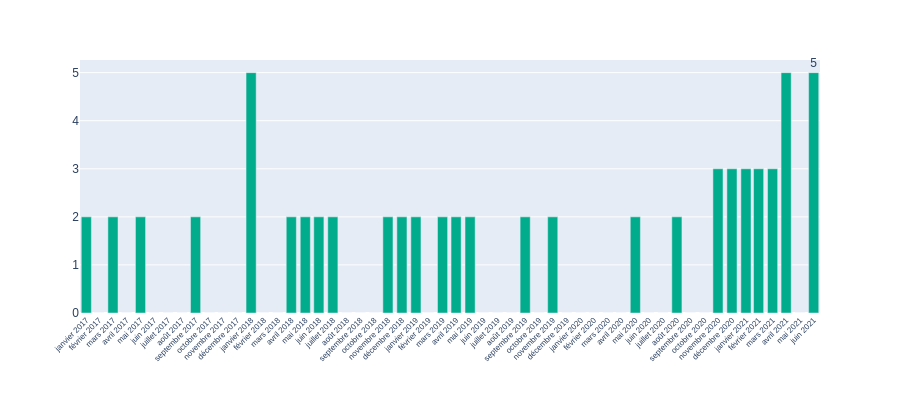 5
5
4
3
2
1
0
janvier 2017
février 2017
mars 2017
avril 2017
mai 2017
juin 2017
juillet 2017
août 2017
septembre 2017
octobre 2017
novembre 2017
décembre 2017
janvier 2018
février 2018
mars 2018
avril 2018
mai 2018
juin 2018
juillet 2018
août 2018
septembre 2018
octobre 2018
novembre 2018
décembre 2018
janvier 2019
février 2019
mars 2019
avril 2019
mai 2019
juin 2019
juillet 2019
août 2019
septembre 2019
octobre 2019
novembre 2019
décembre 2019
janvier 2020
février 2020
mars 2020
avril 2020
mai 2020
juin 2020
juillet 2020
août 2020
septembre 2020
octobre 2020
novembre 2020
décembre 2020
janvier 2021
février 2021
mars 2021
avril 2021
mai 2021
juin 2021